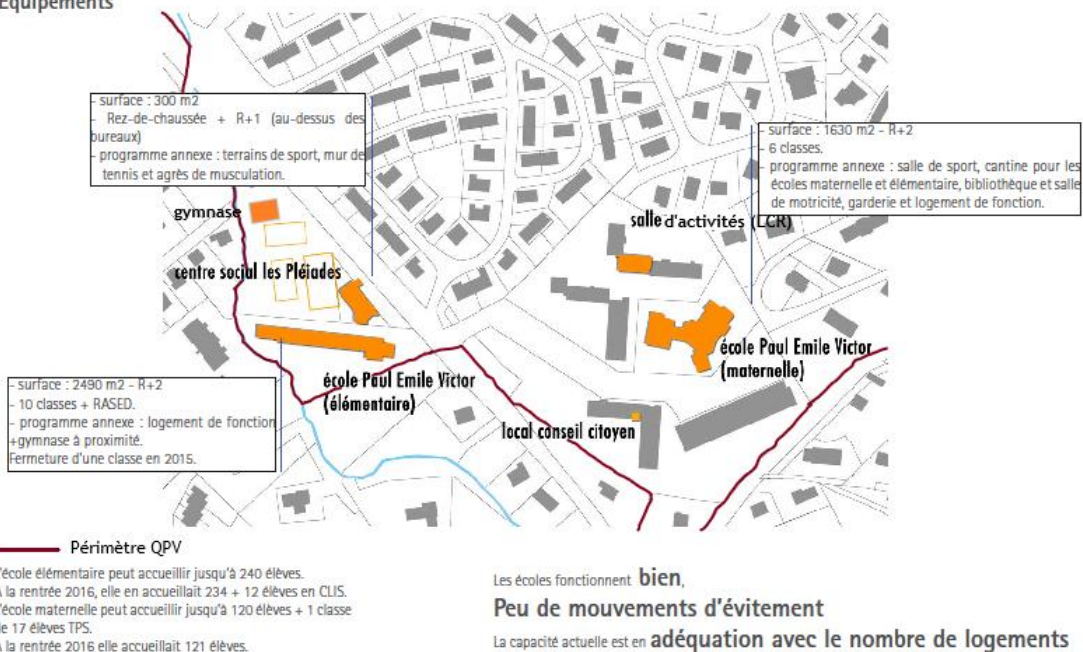 Equipements
- surface : 300 m2
- Rez-de-chaussée + R+1 (au-dessus des
bureaux)
- programme annexe : terrains de sport, mur de
tennis et agrès de musculation.
- surface : 1630 m2 - R+2
- 6 classes.
- programme annexe : salle de sport, cantine pour les
écoles maternelle et élémentaire, bibliothèque et salle
de motricité, garderie et logement de fonction.
gymnase
salle d'activités (LCR)
centre social les Pléiades
école Paul Emile Victor
(maternelle)
école Paul Emile Victor
(élémentaire)
local conseil citoyen
- surface : 2490 m2 - R+2
- 10 classes + RASED.
- programme annexe : logement de fonction
+gymnase à proximité.
Fermeture d'une classe en 2015.
Périmètre QPV
'école élémentaire peut accueillir jusqu'à 240 élèves.
A la rentrée 2016, elle en accueillait 234 + 12 élèves en CLIS.
'école maternelle peut accueillir jusqu'à 120 élèves + 1 classe
de 17 élèves TPS.
A la rentrée 2016 elle accueillait 121 élèves.
Les écoles fonctionnent bien,
Peu de mouvements d'évitement
La capacité actuelle est en adéquation avec le nombre de logements